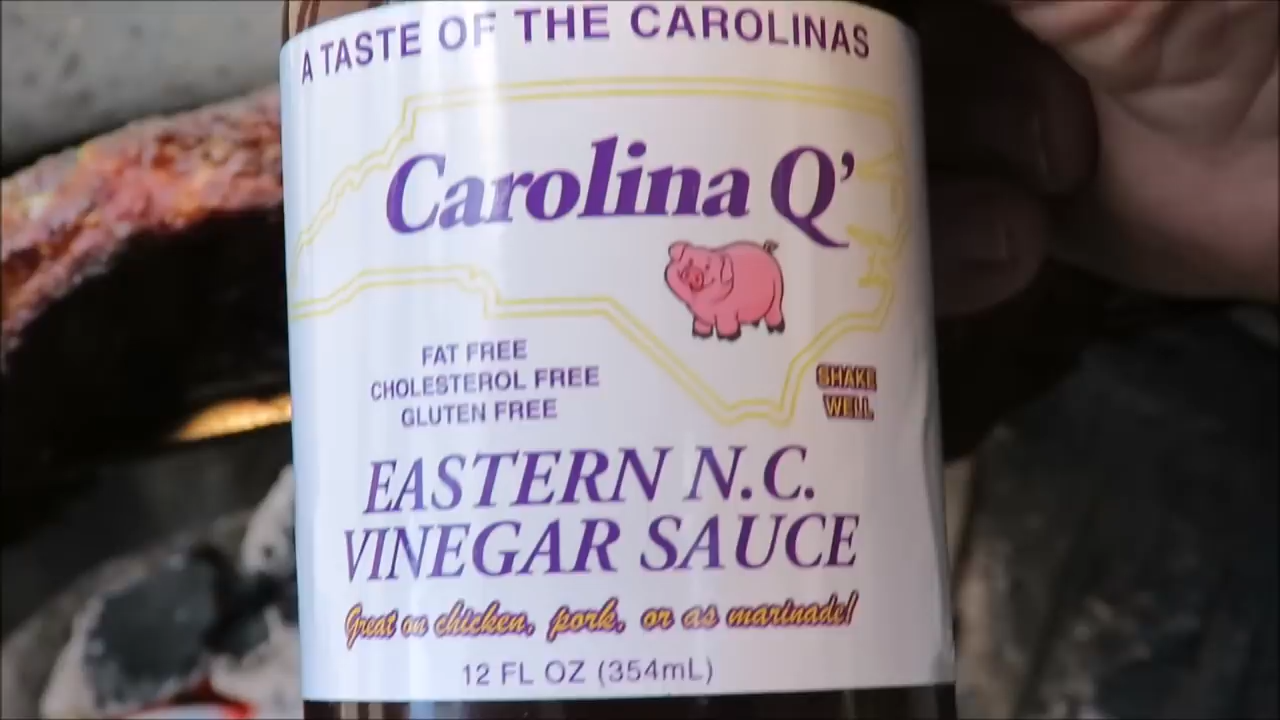 A TASTE OF THE CAROLINAS
Carolina Q'
FAT FREE
CHOLESTEROL FREE
GLUTEN FREE
SHAKE
WELL
EASTERN N.C.
VINEGAR SAUCE
Great on chicken, pork, or as marinade!
12 FL OZ (354mL)